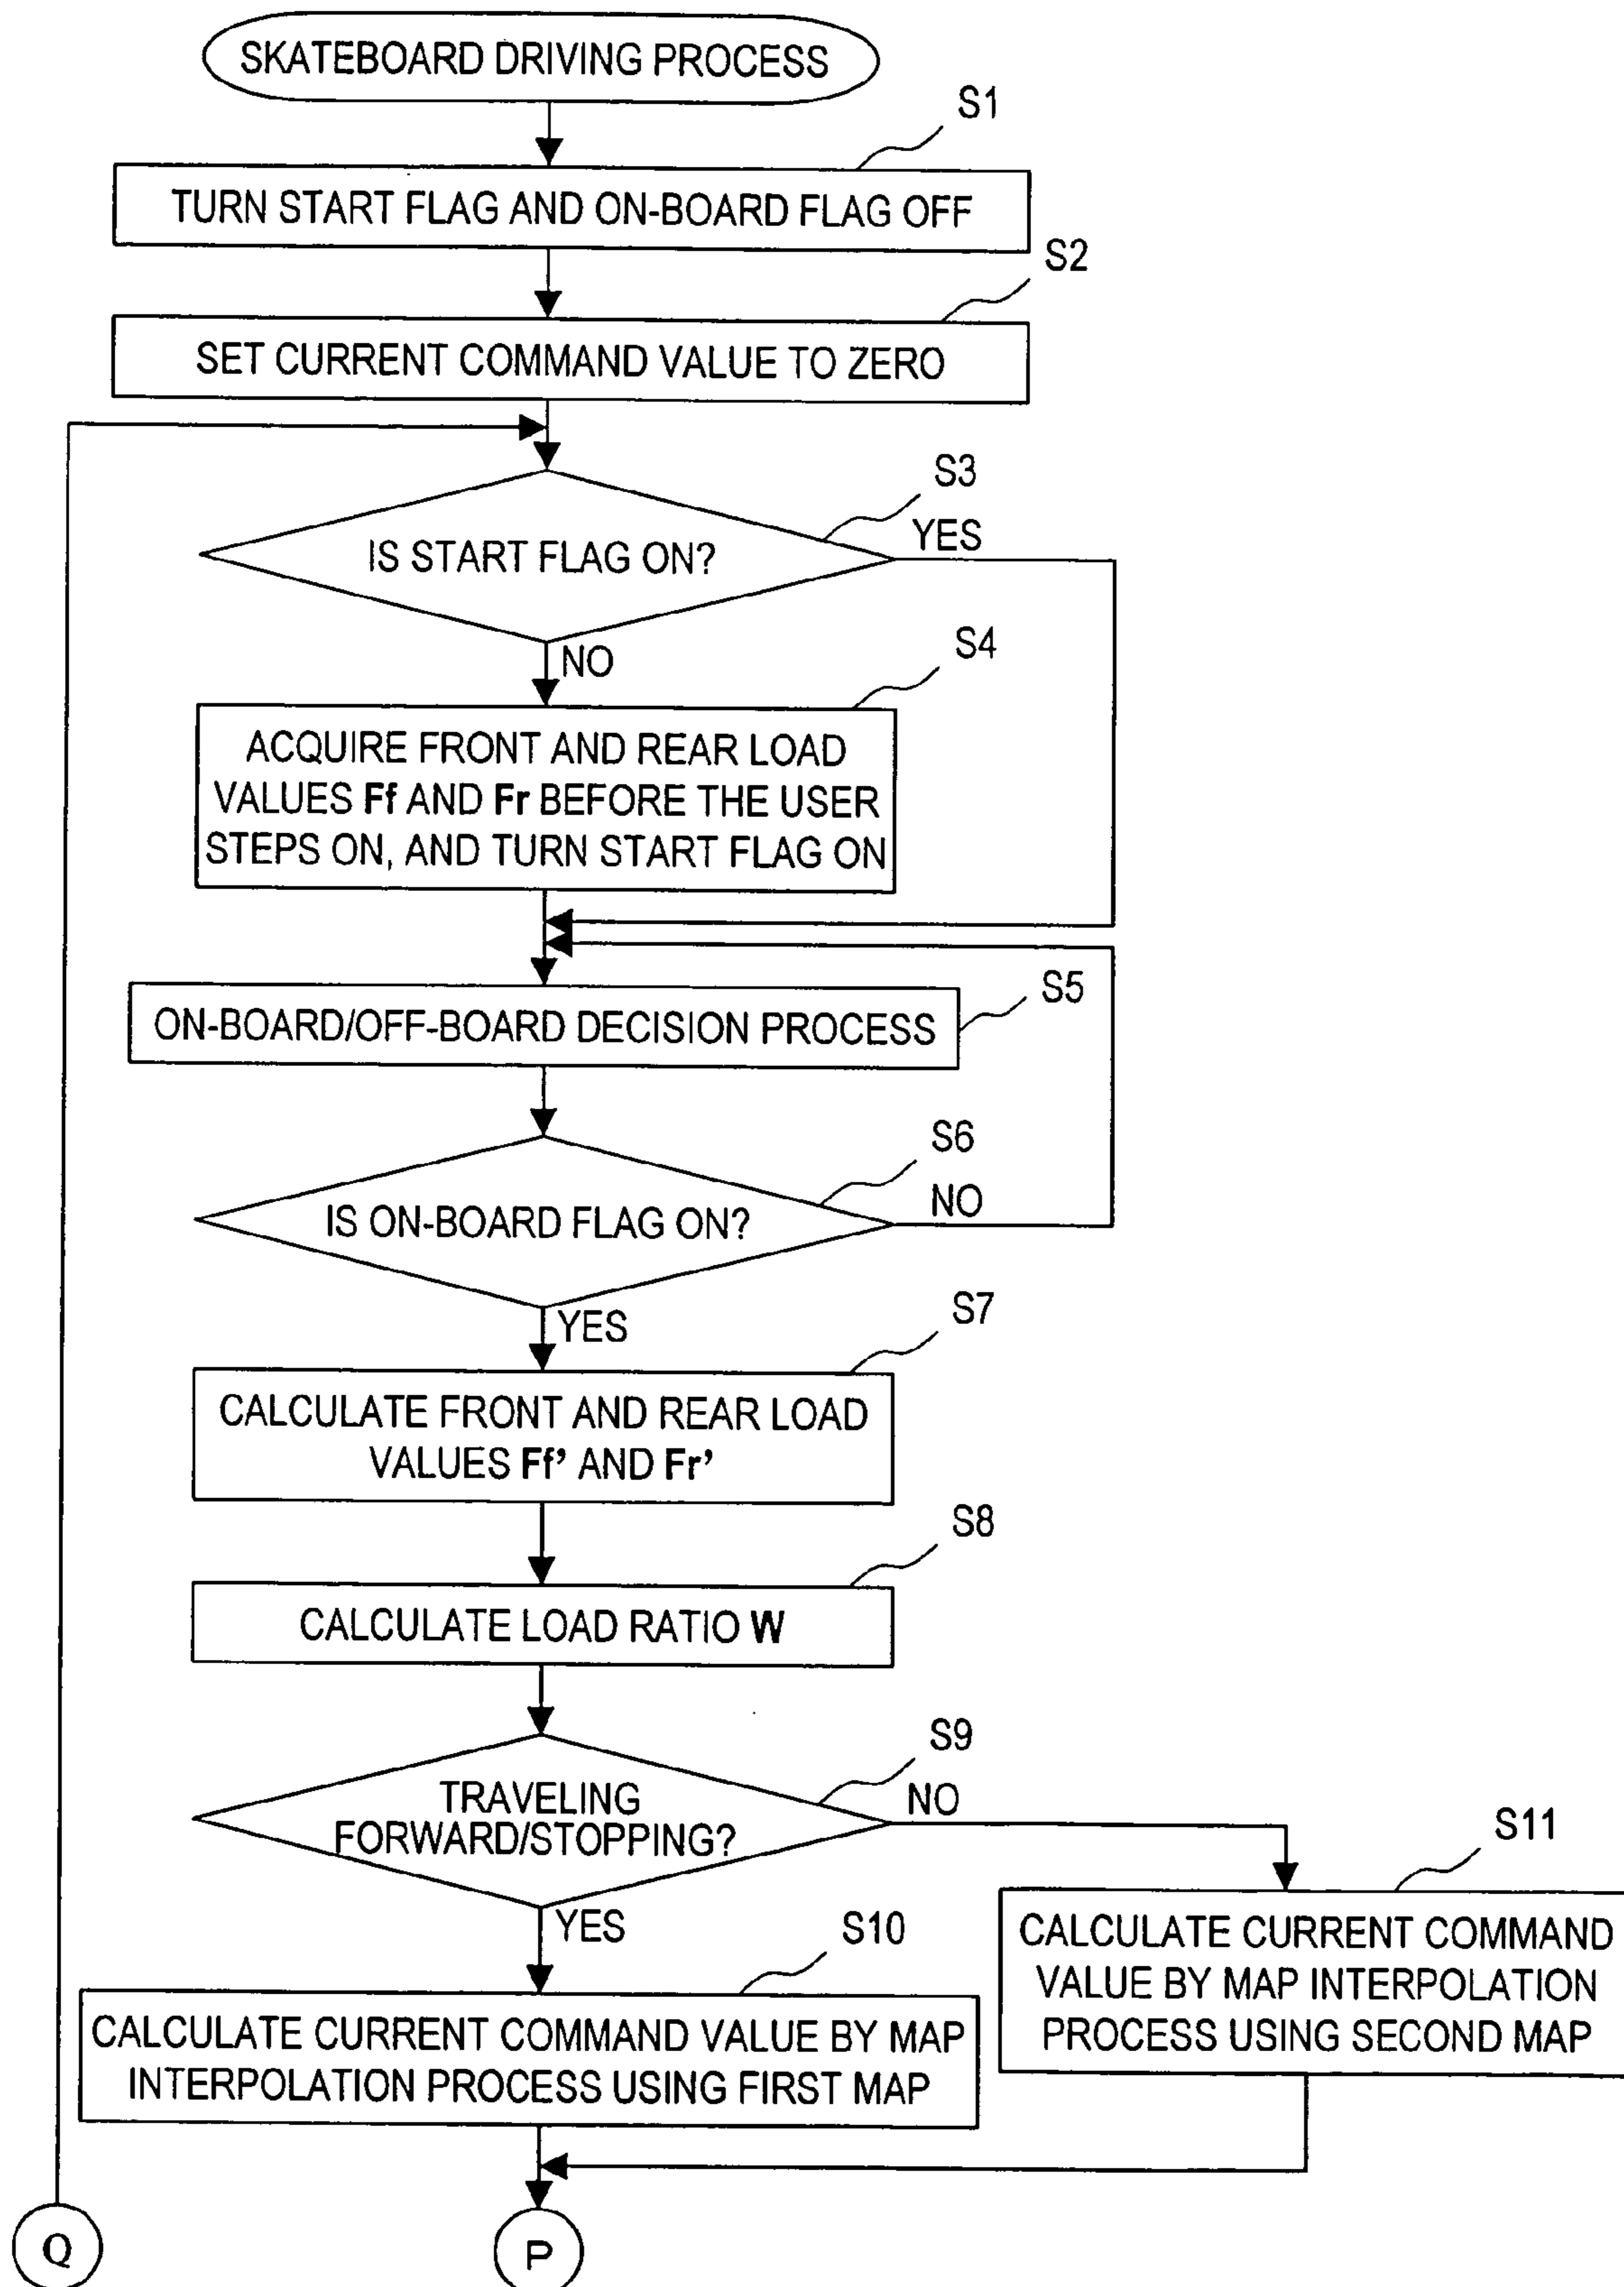 SKATEBOARD DRIVING PROCESS
S1
TURN START FLAG AND ON-BOARD FLAG OFF
S2
SET CURRENT COMMAND VALUE TO ZERO
S3
IS START FLAG ON?
YES
NO
S4
ACQUIRE FRONT AND REAR LOAD
VALUES Ff AND Fr BEFORE THE USER
STEPS ON, AND TURN START FLAG ON
S5
ON-BOARD/OFF-BOARD DECISION PROCESS
S6
IS ON-BOARD FLAG ON?
NO
YES
S7
CALCULATE FRONT AND REAR LOAD
VALUES Ff’ AND Fr’
S8
CALCULATE LOAD RATIO W
S9
TRAVELING
FORWARD/STOPPING?
NO
YES
S10
CALCULATE CURRENT COMMAND VALUE BY MAP
INTERPOLATION PROCESS USING FIRST MAP
S11
CALCULATE CURRENT COMMAND
VALUE BY MAP INTERPOLATION
PROCESS USING SECOND MAP
Q
P